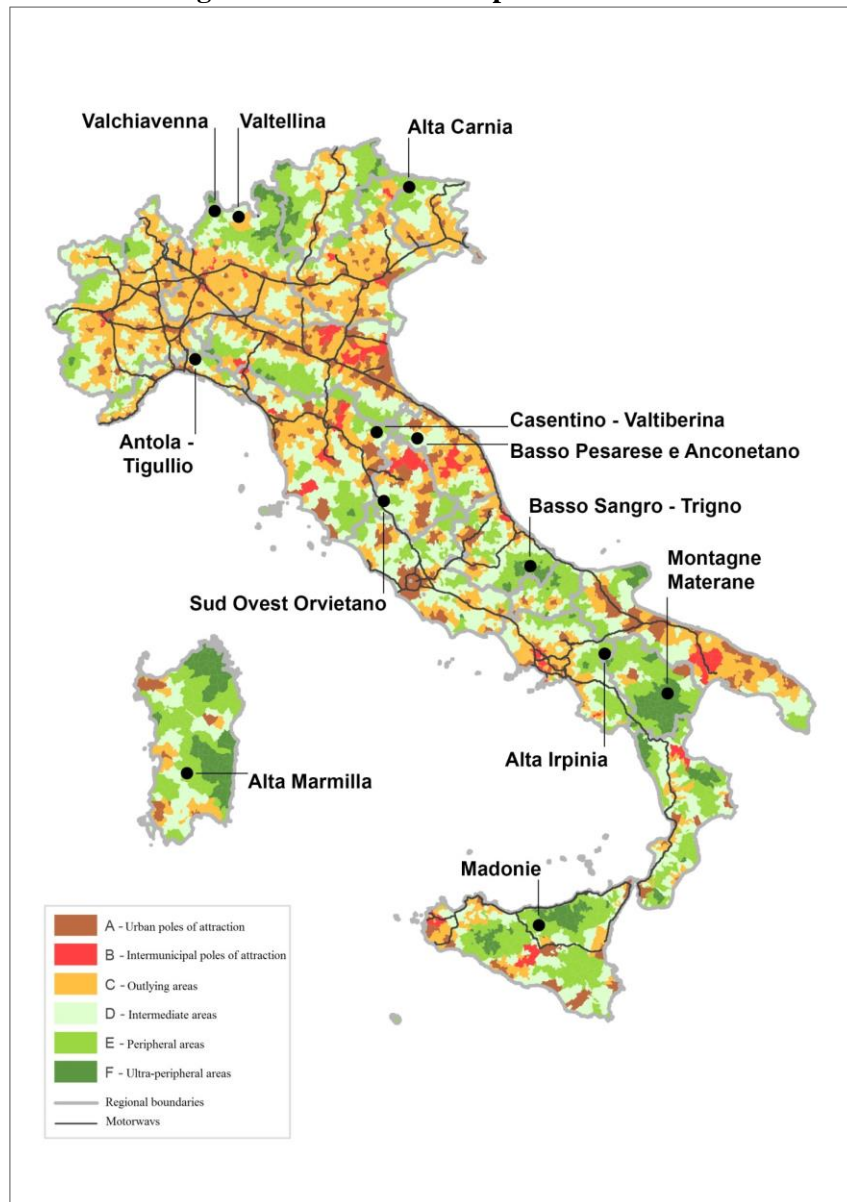 Valchiavenna
Valtellina
Alta Carnia
Antola -
Tigullio
Casentino - Valtiberina
Basso Pesarese e Anconetano
Basso Sangro - Trigno
Montagne
Materane
Sud Ovest Orvietano
Alta Irpinia
Alta Marmilla
Madonie
A - Urban poles of attraction
B - Intermunicipal poles of attraction
C - Outlying areas
D - Intermediate areas
E - Peripheral areas
F - Ultra-peripheral areas
Regional boundaries
Motorwavs